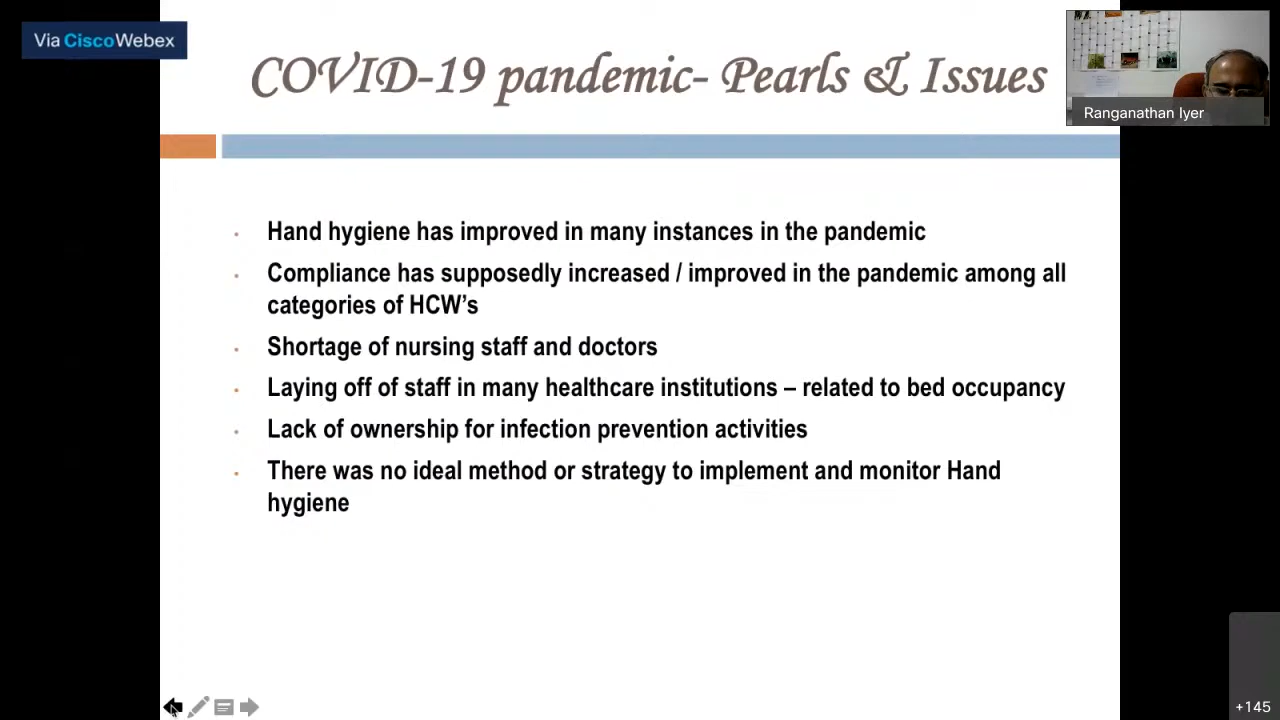 Via Cisco Webex
COVID-19 pandemic- Pearls & Issues
Ranganathan Iyer
Hand hygiene has improved in many instances in the pandemic
Compliance has supposedly increased / improved in the pandemic among all
categories of HCW’s
Shortage of nursing staff and doctors
Laying off of staff in many healthcare institutions – related to bed occupancy
Lack of ownership for infection prevention activities
There was no ideal method or strategy to implement and monitor Hand
hygiene
+145